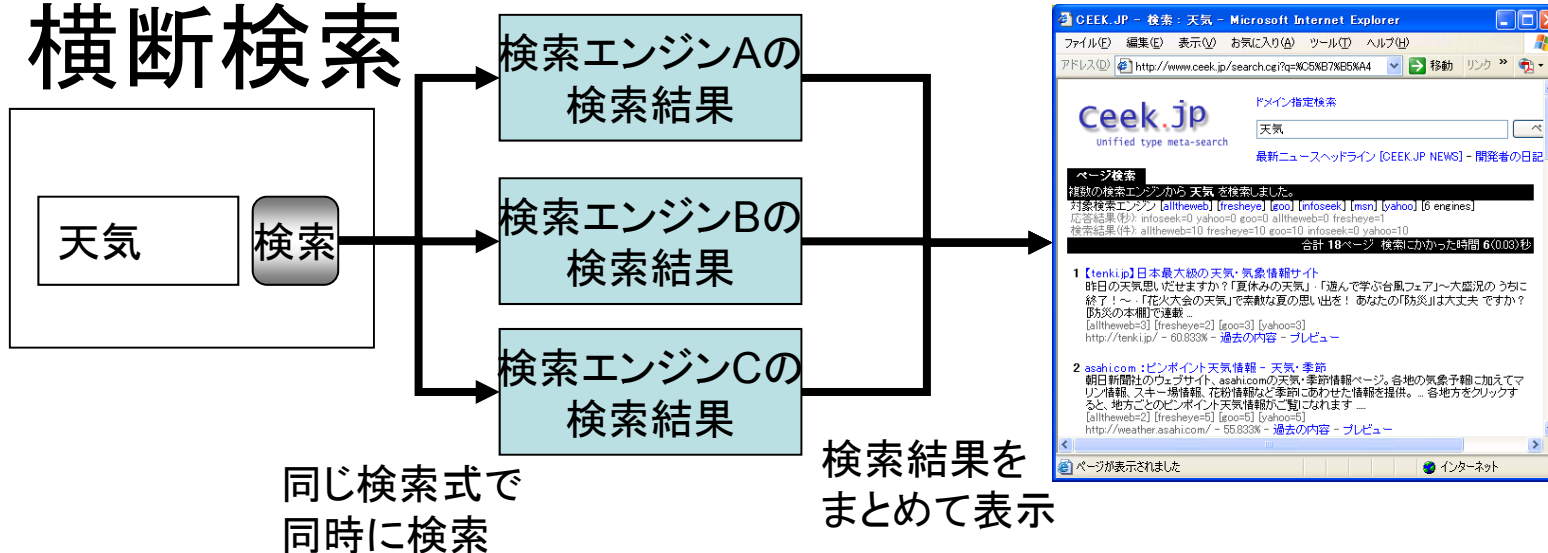 横断検索
天気
検索
検索エンジンAの
検索結果
検索エンジンBの
検索結果
検索エンジンCの
検索結果
同じ検索式で
同時に検索
検索結果を
まとめて表示
CEEK.JP - 検索 : 天気 - Microsoft Internet Explorer
ファイル(F) 編集(E) 表示(V) お気に入り(A) ツール(T) ヘルプ(H)
アドレス(D) http://www.ceek.jp/search.cgi?q=%C5%B7%B5%A4 移動 リンク »
Ceek.jp
Unified type meta-search
ドメイン指定検索
天気
最新ニュースヘッドライン [CEEK.JP NEWS] - 開発者の日記
ページ検索
複数の検索エンジンから 天気 を検索しました。
対象検索エンジン [alltheweb] [fresheye] [goo] [infoseek] [msn] [yahoo] [6 engines]
応答結果(秒): infoseek=0 yahoo=0 goo=0 alltheweb=0 fresheye=1
検索結果(件): alltheweb=10 fresheye=10 goo=10 infoseek=0 yahoo=10
合計 18ページ 検索にかかった時間 6(0.03)秒
1 【tenki.jp】日本最大級の天気・気象情報サイト
昨日の天気思いだせますか？「夏休みの天気」・「遊んで学ぶ台風フェア」～大盛況の うちに
終了！～・「花火大会の天気」で素敵な夏の思い出を！ あなたの「防災」は大丈夫 ですか？
「防災の本棚」で連載 ...
[alltheweb=3] [fresheye=2] [goo=3] [yahoo=3]
http://tenki.jp/ - 60.833% - 過去の内容 - プレビュー
2 asahi.com：ピンポイント天気情報 - 天気・季節
朝日新聞社のウェブサイト、asahi.comの天気・季節情報ページ。各地の気象予報に加えてマ
リン情報、スキー場情報、花粉情報など季節にあわせた情報を提供。 ... 各地方をクリックす
ると、地方ごとのピンポイント天気情報がご覧になれます ....
[alltheweb=2] [fresheye=5] [goo=5] [yahoo=5]
http://weather.asahi.com/ - 55.833% - 過去の内容 - プレビュー
ページが表示されました インターネット